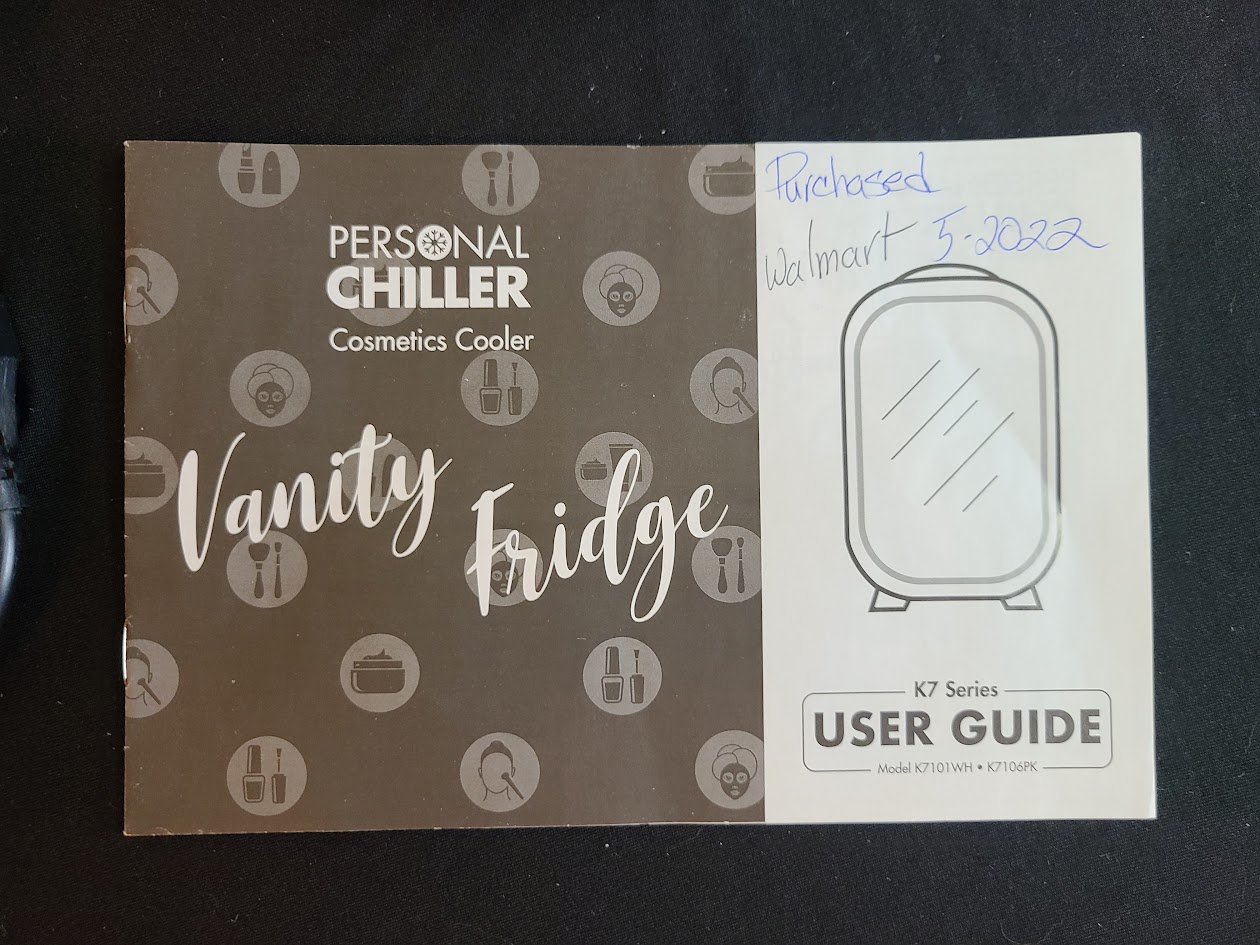 PERSONAL
CHILLER
Cosmetics Cooler
Vanity
Fridge
Purchased
Walmart 5-2022
K7 Series
USER GUIDE
Model K7101WH • K7106PK